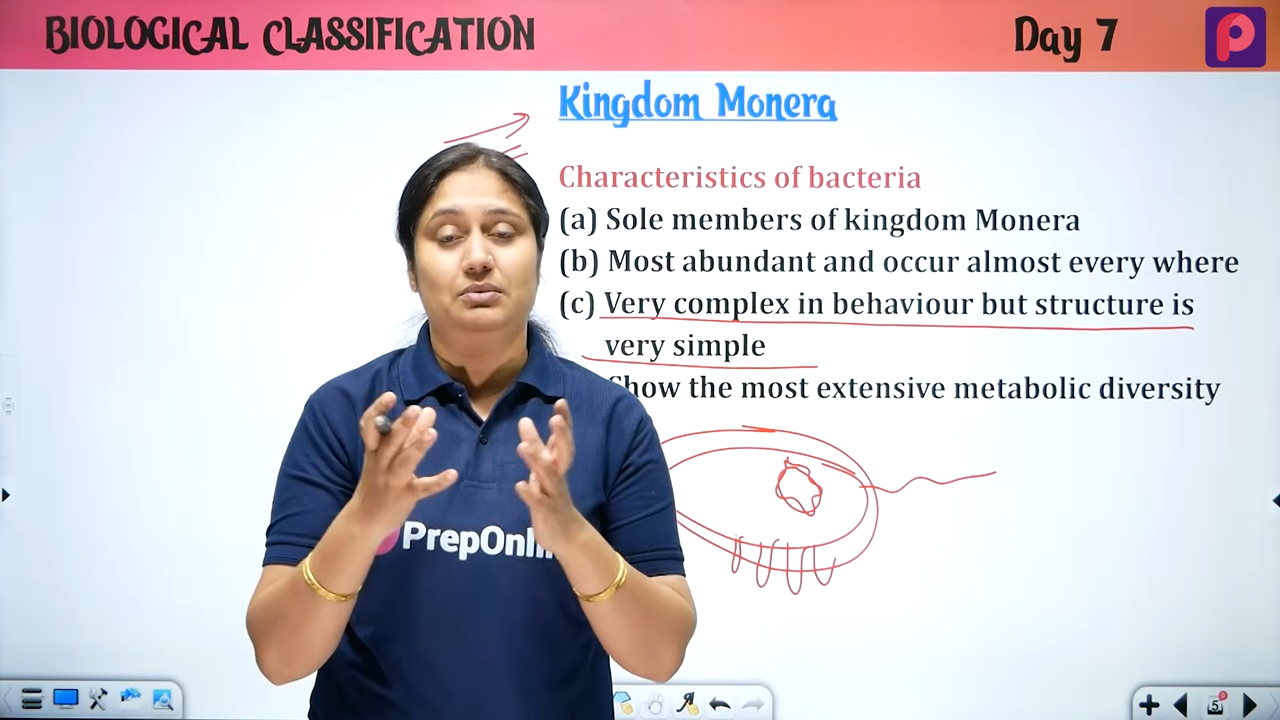 BIOLOGICAL CLASSIFICATION
Day 7
Kingdom Monera
Characteristics of bacteria
(a) Sole members of kingdom Monera
(b) Most abundant and occur almost every where
(c) Very complex in behaviour but structure is
very simple
Show the most extensive metabolic diversity
PrepOnli
5